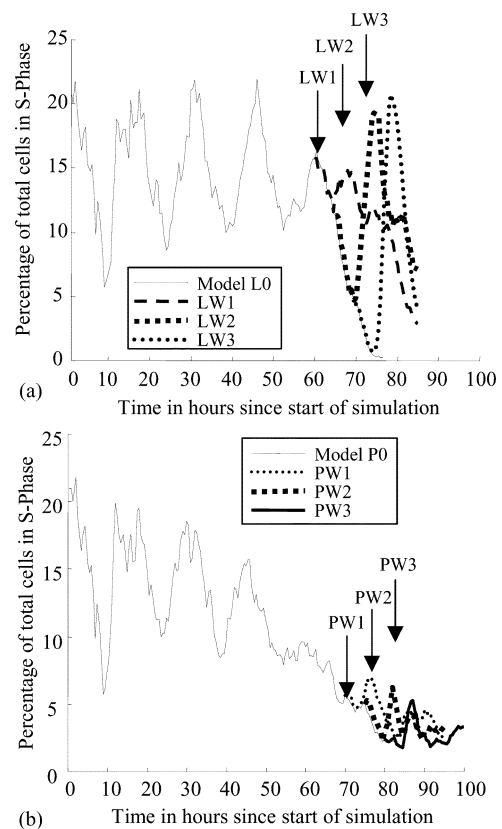 25
20
15
10
5
0
Percentage of total cells in S-Phase
LW3
LW2
LW1
Model L0
LW1
LW2
LW3
0 10 20 30 40 50 60 70 80 90 100
(a)
Time in hours since start of simulation
25
20
15
10
5
0
Percentage of total cells in S-Phase
Model P0
PW1
PW2
PW3
PW3
PW2
PW1
0 10 20 30 40 50 60 70 80 90 100
(b)
Time in hours since start of simulation